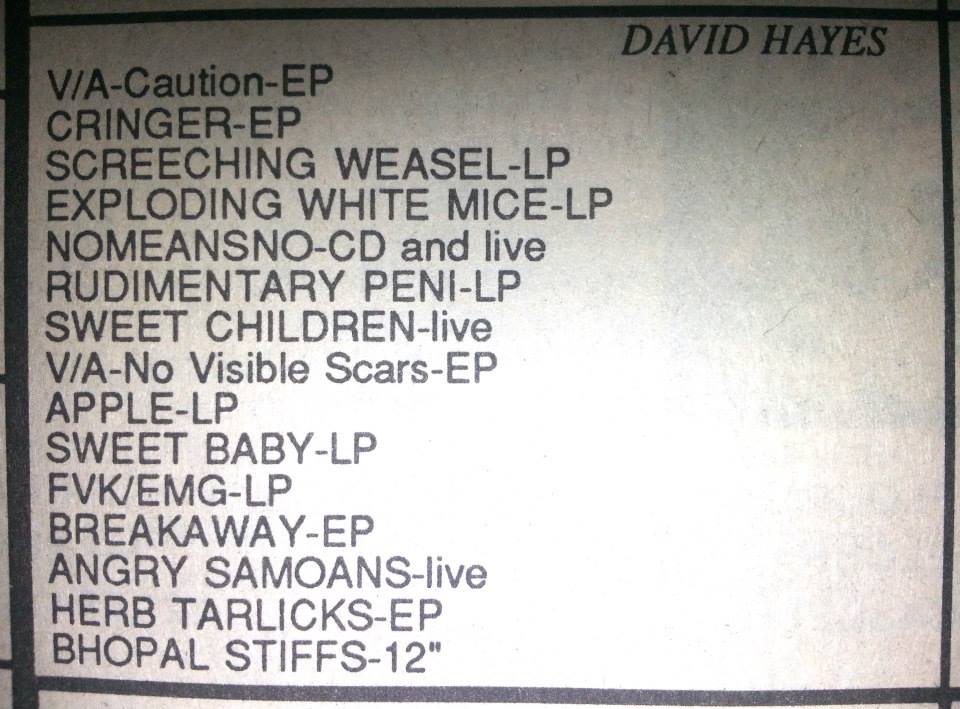 DAVID HAYES
V/A-Caution-EP
CRINGER-EP
SCREECHING WEASEL-LP
EXPLODING WHITE MICE-LP
NOMEANSNO-CD and live
RUDIMENTARY PENI-LP
SWEET CHILDREN-live
V/A-No Visible Scars-EP
APPLE-LP
SWEET BABY-LP
FVK/EMG-LP
BREAKAWAY-EP
ANGRY SAMOANS-live
HERB TARLICKS-EP
BHOPAL STIFFS-12"